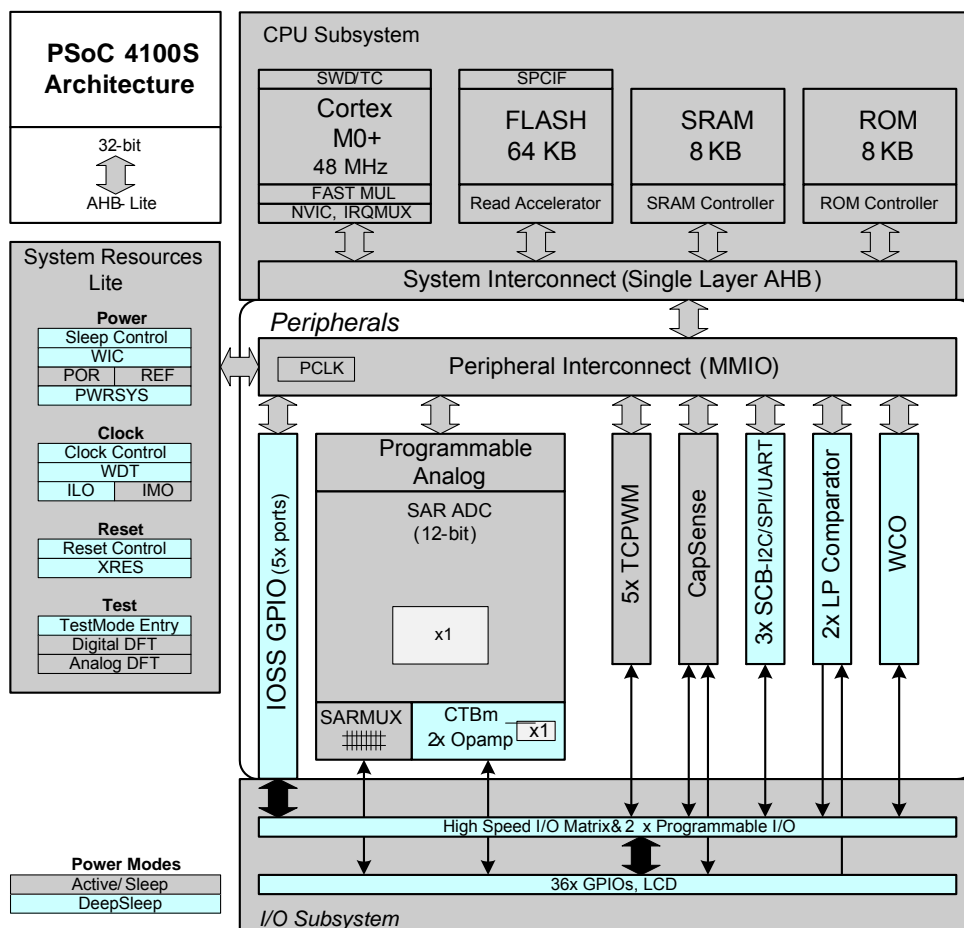 PSoC 4100S
Architecture
32-bit
AHB- Lite
CPU Subsystem
SWD/TC
Cortex
M0+
48 MHz
FAST MUL
NVIC, IRQMUX
SPCIF
FLASH
64 KB
Read Accelerator
SRAM
8 KB
SRAM Controller
ROM
8 KB
ROM Controller
System Interconnect (Single Layer AHB)
System Resources
Lite
Power
Sleep Control
WIC
POR REF
PWRSYS
Clock
Clock Control
WDT
ILO IMO
Reset
Reset Control
XRES
Test
TestMode Entry
Digital DFT
Analog DFT
Peripherals
PCLK
Peripheral Interconnect (MMIO)
IOSS GPIO (5x ports)
Programmable
Analog
SAR ADC
(12-bit)
x1
SARMUX
CTBm
2x Opamp
x1
5x TCPWM
CapSense
3x SCB-I2C/SPI/UART
2x LP Comparator
WCO
High Speed I/O Matrix& 2 x Programmable I/O
36x GPIOs, LCD
I/O Subsystem
Power Modes
Active/ Sleep
DeepSleep